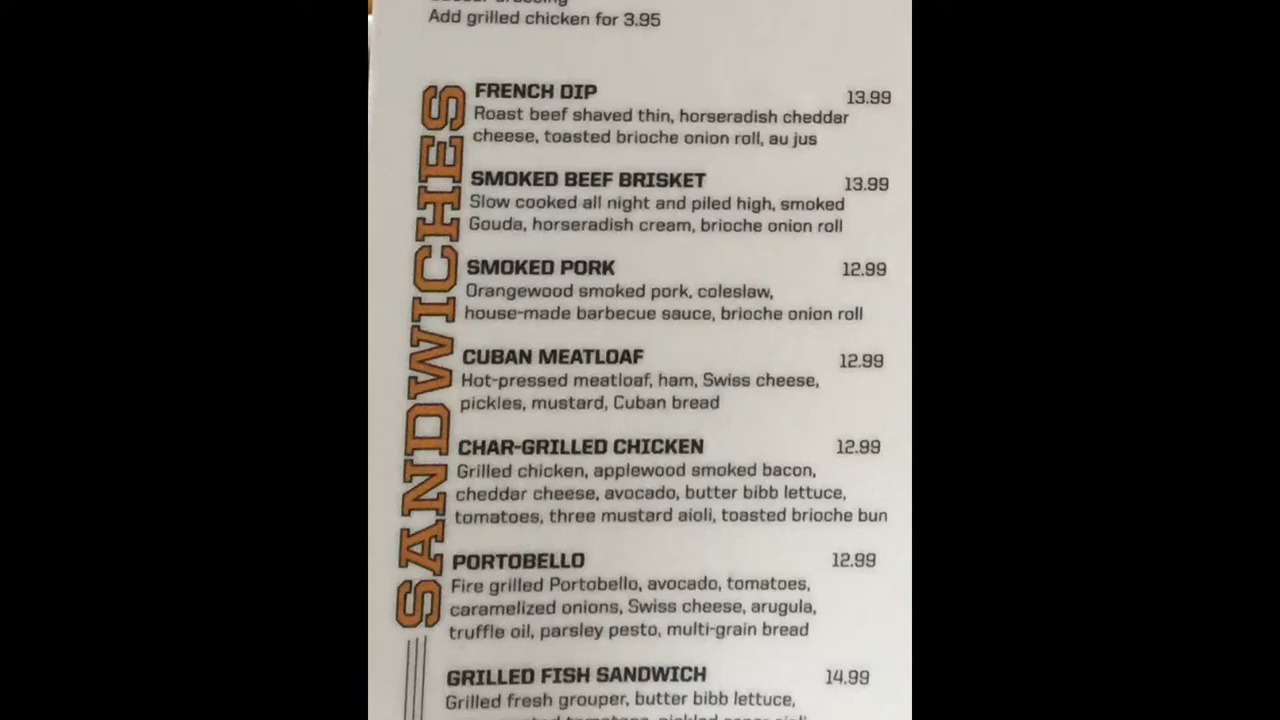 Add grilled chicken for 3.95
SANDWICHES
FRENCH DIP 13.99
Roast beef shaved thin, horseradish cheddar
cheese, toasted brioche onion roll, au jus
SMOKED BEEF BRISKET 13.99
Slow cooked all night and piled high, smoked
Gouda, horseradish cream, brioche onion roll
SMOKED PORK 12.99
Orangewood smoked pork, coleslaw,
house-made barbecue sauce, brioche onion roll
CUBAN MEATLOAF 12.99
Hot-pressed meatloaf, ham, Swiss cheese,
pickles, mustard, Cuban bread
CHAR-GRILLED CHICKEN 12.99
Grilled chicken, applewood smoked bacon,
cheddar cheese, avocado, butter bibb lettuce,
tomatoes, three mustard aioli, toasted brioche bun
PORTOBELLO 12.99
Fire grilled Portobello, avocado, tomatoes,
caramelized onions, Swiss cheese, arugula,
truffle oil, parsley pesto, multi-grain bread
GRILLED FISH SANDWICH 14.99
Grilled fresh grouper, butter bibb lettuce,